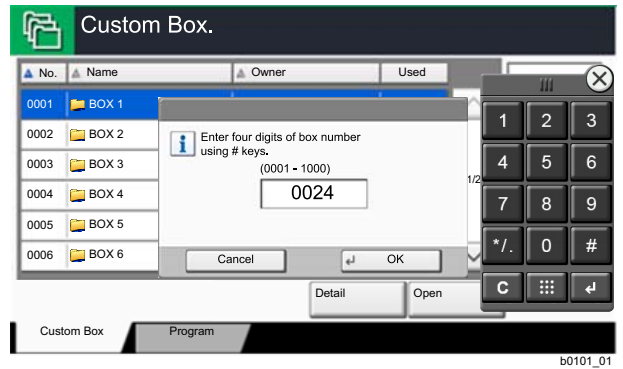 Custom Box.
No. Name Owner Used
0001 BOX 1
0002 BOX 2
0003 BOX 3
0004 BOX 4
0005 BOX 5
0006 BOX 6
Enter four digits of box number
using # keys.
(0001 - 1000)
0024
Cancel OK
1/2
1 2 3
4 5 6
7 8 9
*/. 0 #
C
Detail Open
Custom Box Program
b0101_01